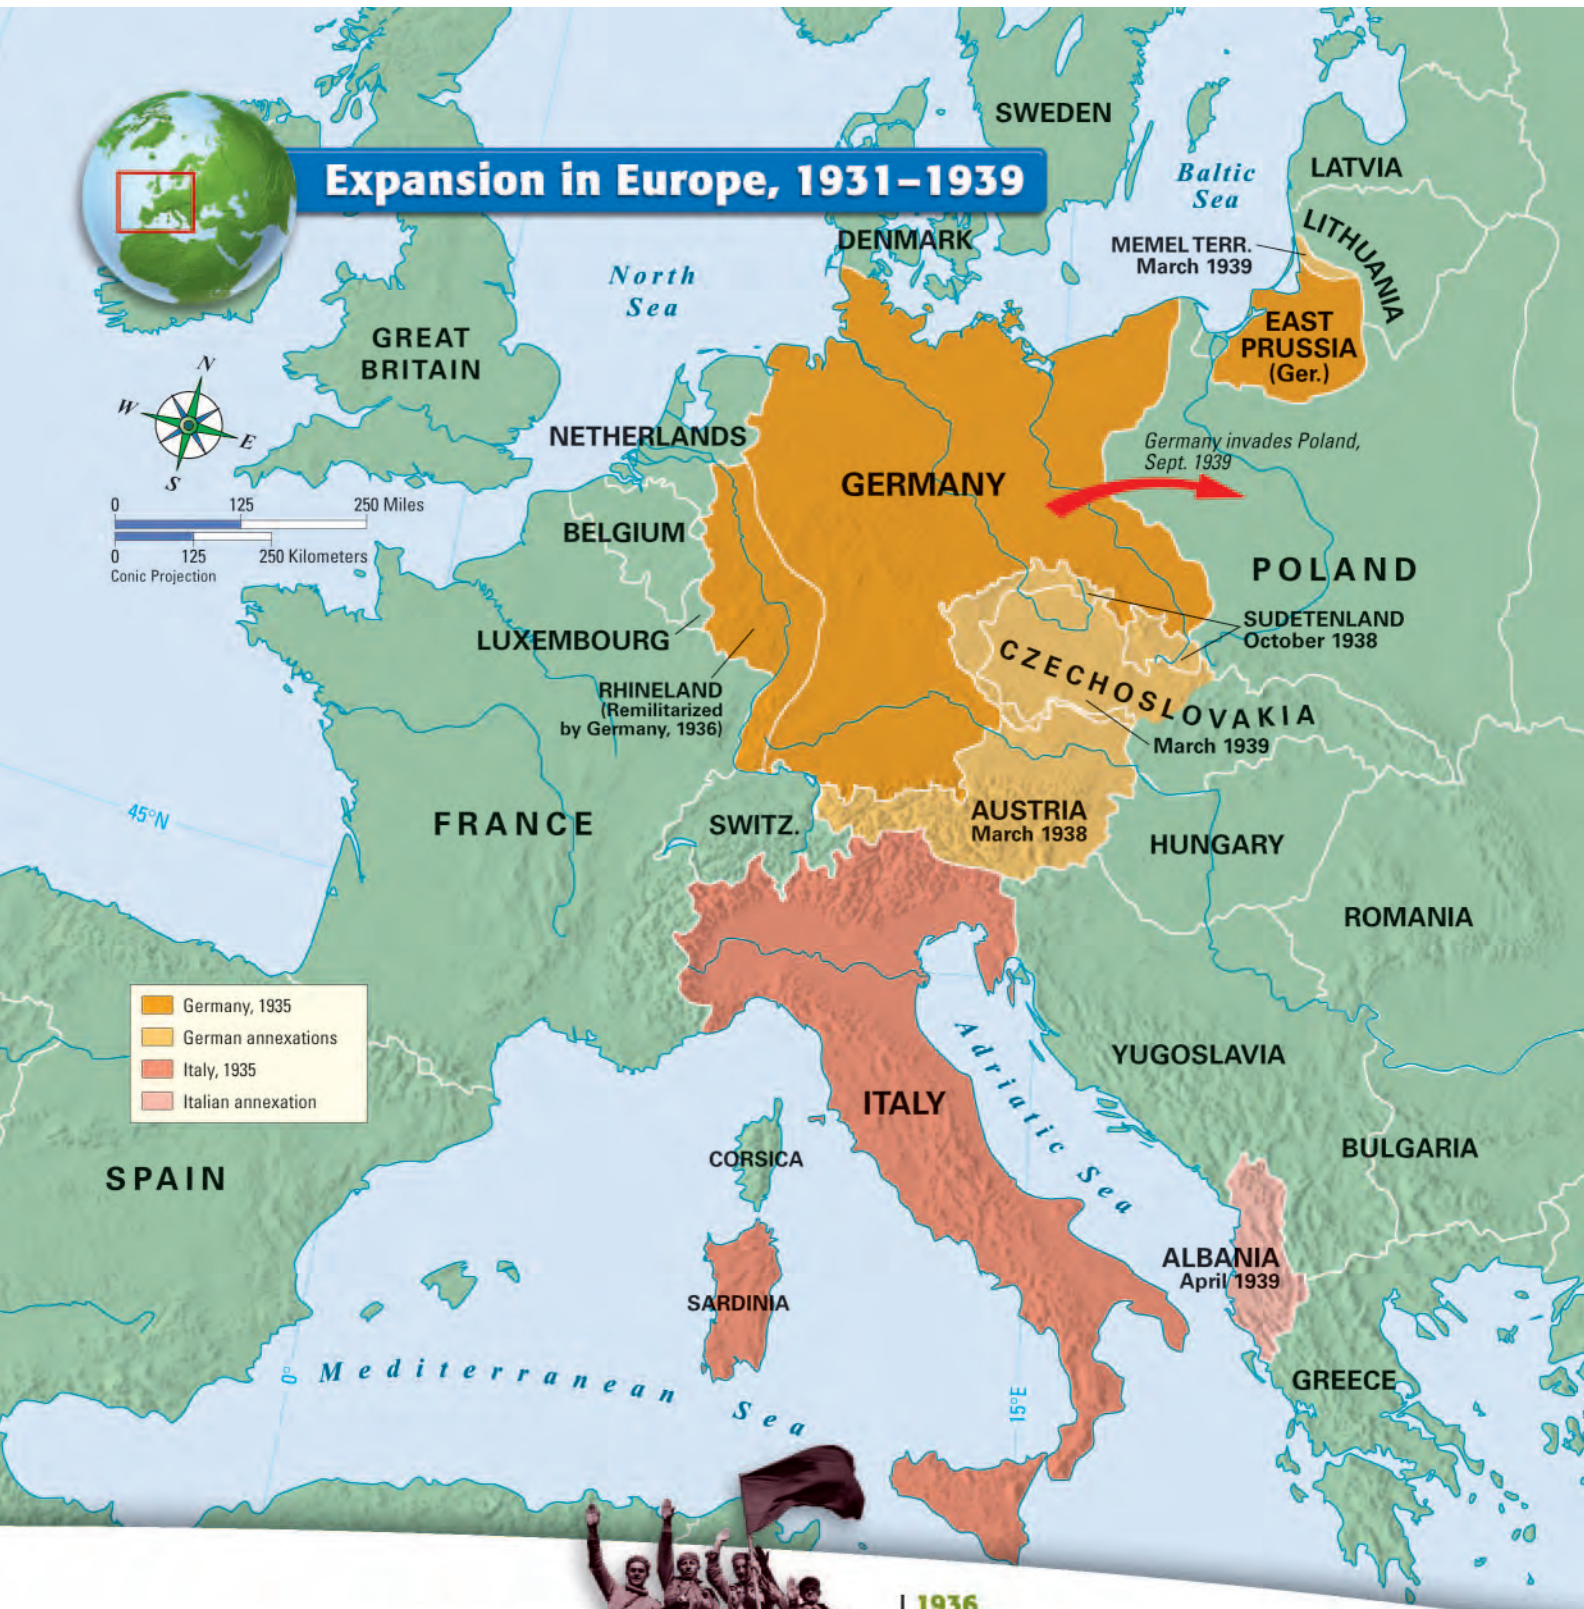 Expansion in Europe, 1931–1939
SWEDEN
Baltic
Sea
LATVIA
LITHUANIA
MEMEL TERR.
March 1939
DENMARK
North
Sea
EAST
PRUSSIA
(Ger.)
GREAT
BRITAIN
N
W
E
S
NETHERLANDS
Germany invades Poland,
Sept. 1939
GERMANY
0 125 250 Miles
0 125 250 Kilometers
Conic Projection
BELGIUM
POLAND
SUDETENLAND
October 1938
LUXEMBOURG
CZECHOSLOVAKIA
March 1939
RHINELAND
(Remilitarized
by Germany, 1936)
45°N
FRANCE
SWITZ.
AUSTRIA
March 1938
HUNGARY
ROMANIA
Germany, 1935
German annexations
Italy, 1935
Italian annexation
Adriatic Sea
YUGOSLAVIA
ITALY
CORSICA
BULGARIA
SPAIN
ALBANIA
April 1939
SARDINIA
GREECE
0°
Mediterranean Sea
15°E
1936